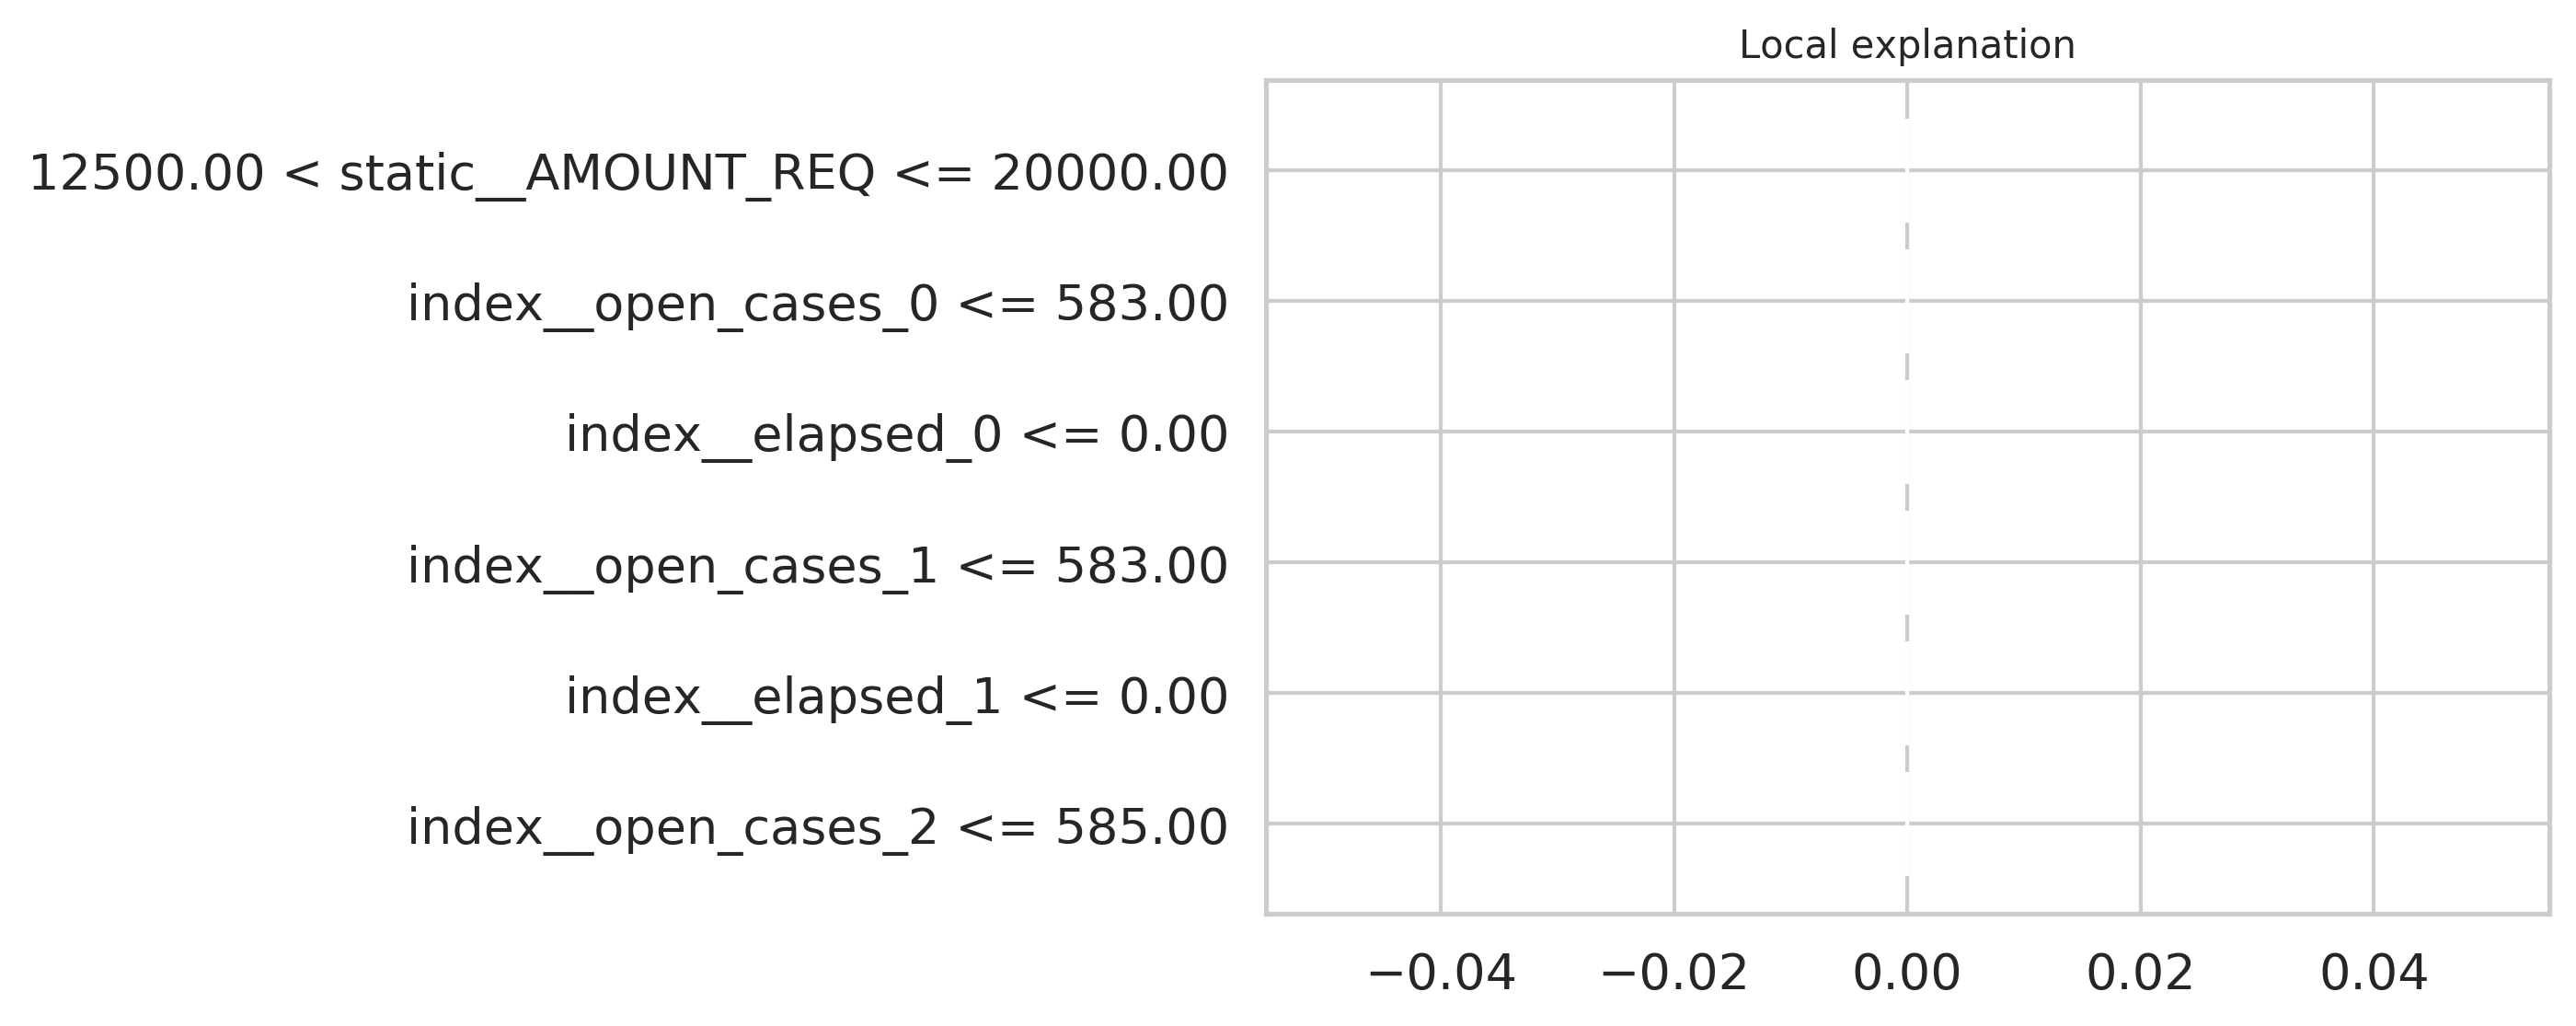 Local explanation
12500.00 < static__AMOUNT_REQ <= 20000.00
index__open_cases_0 <= 583.00
index__elapsed_0 <= 0.00
index__open_cases_1 <= 583.00
index__elapsed_1 <= 0.00
index__open_cases_2 <= 585.00
−0.04 −0.02 0.00 0.02 0.04